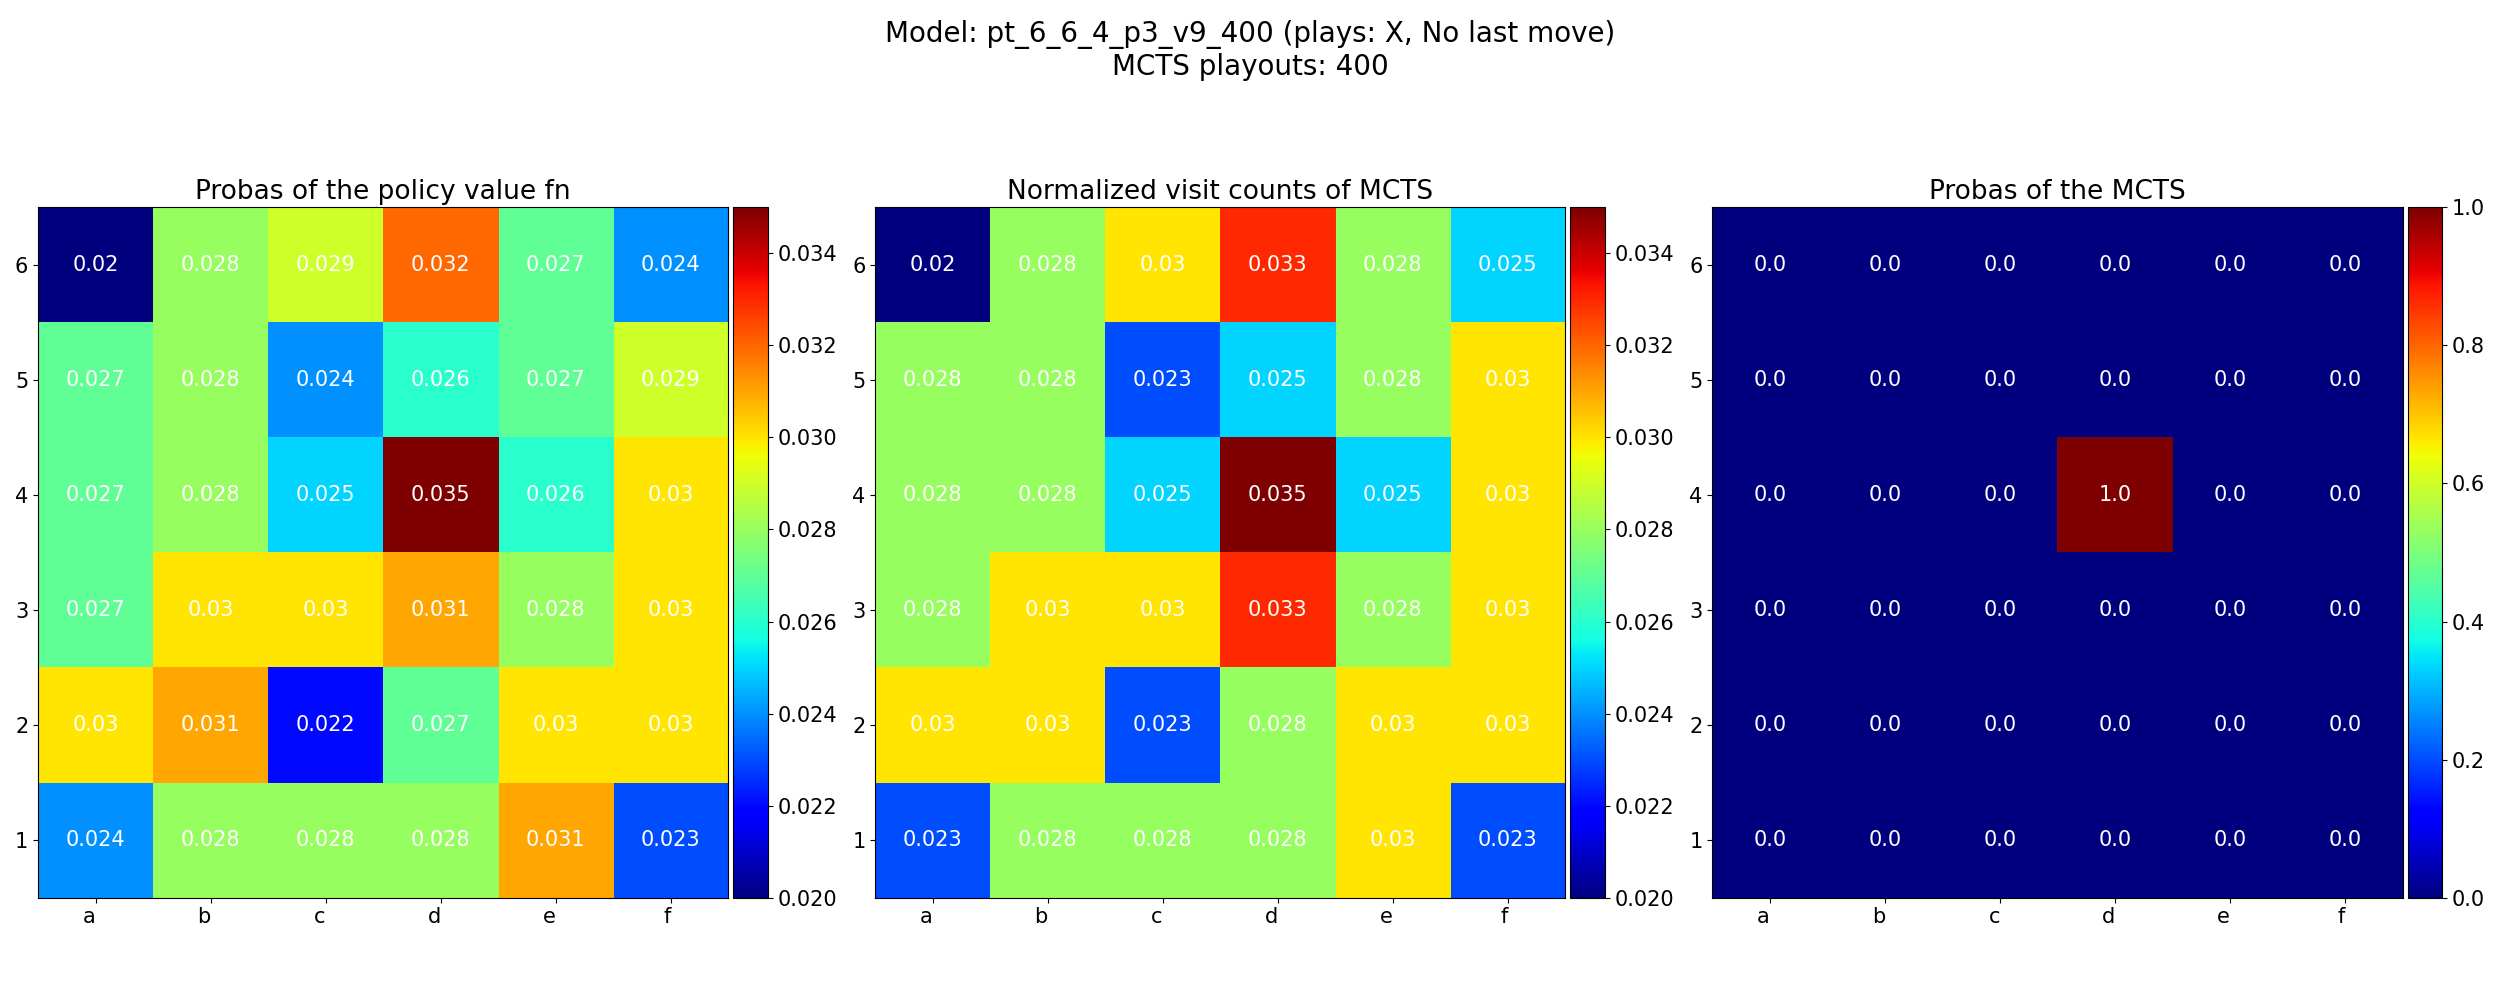 Model: pt_6_6_4_p3_v9_400 (plays: X, No last move)
MCTS playouts: 400
Probas of the policy value fn
6 0.02 0.028 0.029 0.032 0.027 0.024
5 0.027 0.028 0.024 0.026 0.027 0.029
4 0.027 0.028 0.025 0.035 0.026 0.03
3 0.027 0.03 0.03 0.031 0.028 0.03
2 0.03 0.031 0.022 0.027 0.03 0.03
1 0.024 0.028 0.028 0.028 0.031 0.023
a b c d e f
0.034
0.032
0.030
0.028
0.026
0.024
0.022
0.020
Normalized visit counts of MCTS
6 0.02 0.028 0.03 0.033 0.028 0.025
5 0.028 0.028 0.023 0.025 0.028 0.03
4 0.028 0.028 0.025 0.035 0.025 0.03
3 0.028 0.03 0.03 0.033 0.028 0.03
2 0.03 0.03 0.023 0.028 0.03 0.03
1 0.023 0.028 0.028 0.028 0.03 0.023
a b c d e f
0.034
0.032
0.030
0.028
0.026
0.024
0.022
0.020
Probas of the MCTS
6 0.0 0.0 0.0 0.0 0.0 0.0
5 0.0 0.0 0.0 0.0 0.0 0.0
4 0.0 0.0 0.0 1.0 0.0 0.0
3 0.0 0.0 0.0 0.0 0.0 0.0
2 0.0 0.0 0.0 0.0 0.0 0.0
1 0.0 0.0 0.0 0.0 0.0 0.0
a b c d e f
1.0
0.8
0.6
0.4
0.2
0.0